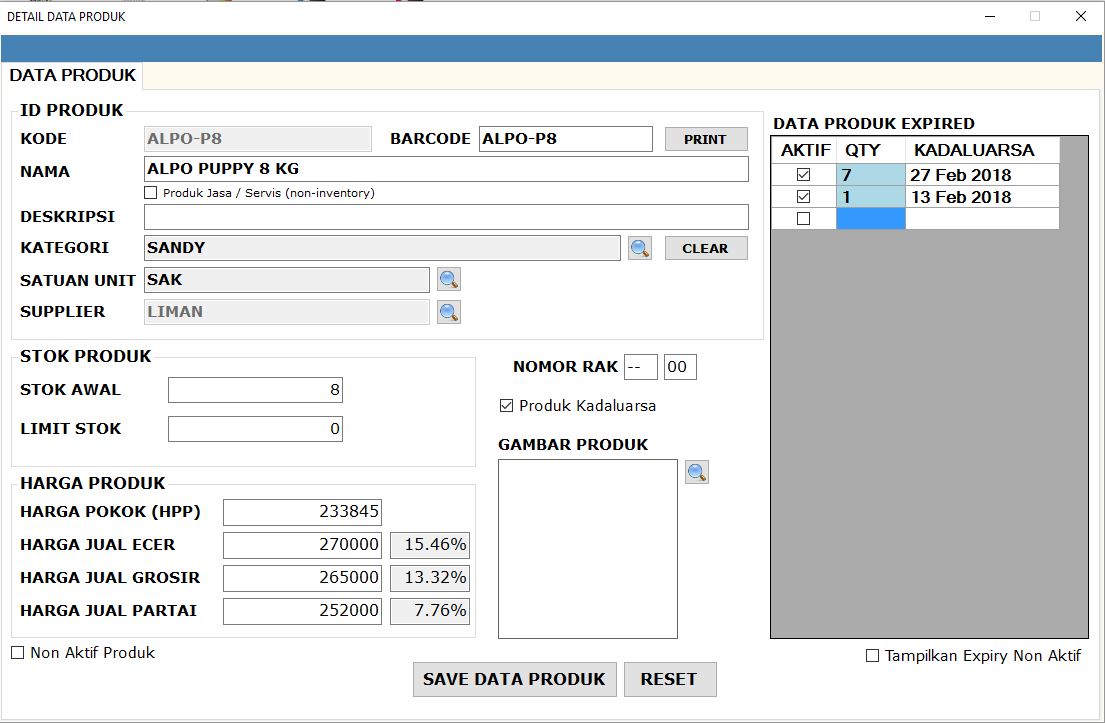 DETAIL DATA PRODUK
DATA PRODUK
ID PRODUK
KODE ALPO-P8 BARCODE ALPO-P8 PRINT
NAMA ALPO PUPPY 8 KG
Produk Jasa / Servis (non-inventory)
DESKRIPSI
KATEGORI SANDY CLEAR
SATUAN UNIT SAK
SUPPLIER LIMAN
STOK PRODUK
STOK AWAL 8
LIMIT STOK 0
HARGA PRODUK
HARGA POKOK (HPP) 233845
HARGA JUAL ECER 270000 15.46%
HARGA JUAL GROSIR 265000 13.32%
HARGA JUAL PARTAI 252000 7.76%
Non Aktif Produk
NOMOR RAK -- 00
Produk Kadaluarsa
GAMBAR PRODUK
DATA PRODUK EXPIRED
AKTIF QTY KADALUARSA
7 27 Feb 2018
1 13 Feb 2018
Tampilkan Expiry Non Aktif
SAVE DATA PRODUK RESET